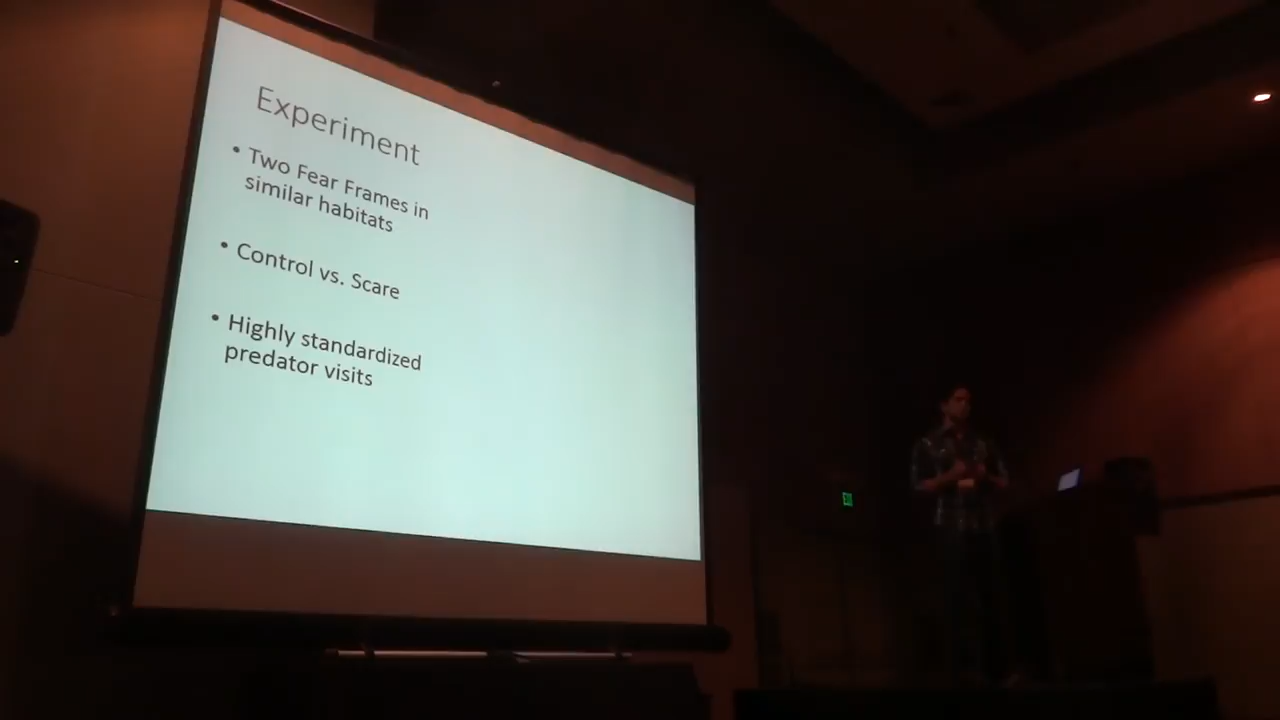 Experiment
• Two Fear Frames in
similar habitats
• Control vs. Scare
• Highly standardized
predator visits